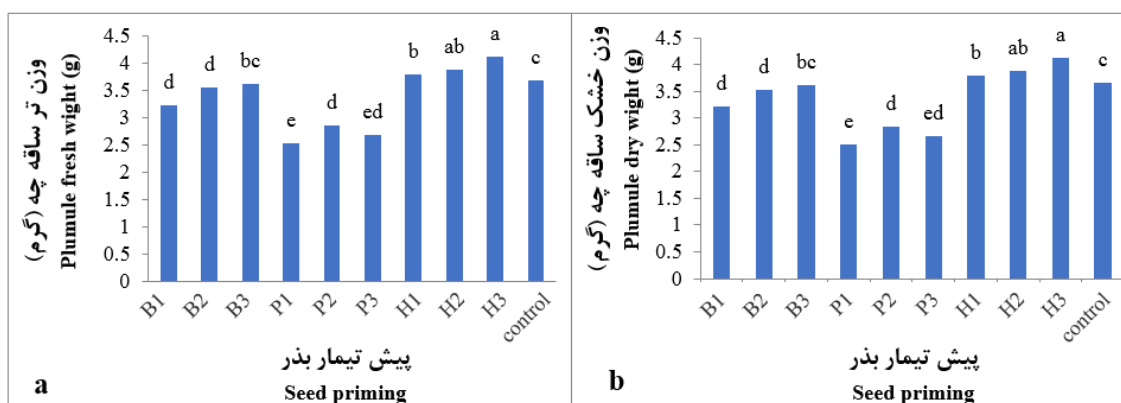 وزن تر ساقه چه (گرم)
Plumule fresh wight (g)
4.5
4
3.5
3
2.5
2
1.5
1
0.5
0
d
d
bc
e
d
ed
b
ab
a
c
B1
B2
B3
P1
P2
P3
H1
H2
H3
control
پیش تیمار بذر
Seed priming
a
وزن خشک ساقه چه (گرم)
Plumule dry wight (g)
4.5
4
3.5
3
2.5
2
1.5
1
0.5
0
d
d
bc
e
d
ed
b
ab
a
c
B1
B2
B3
P1
P2
P3
H1
H2
H3
control
پیش تیمار بذر
Seed priming
b